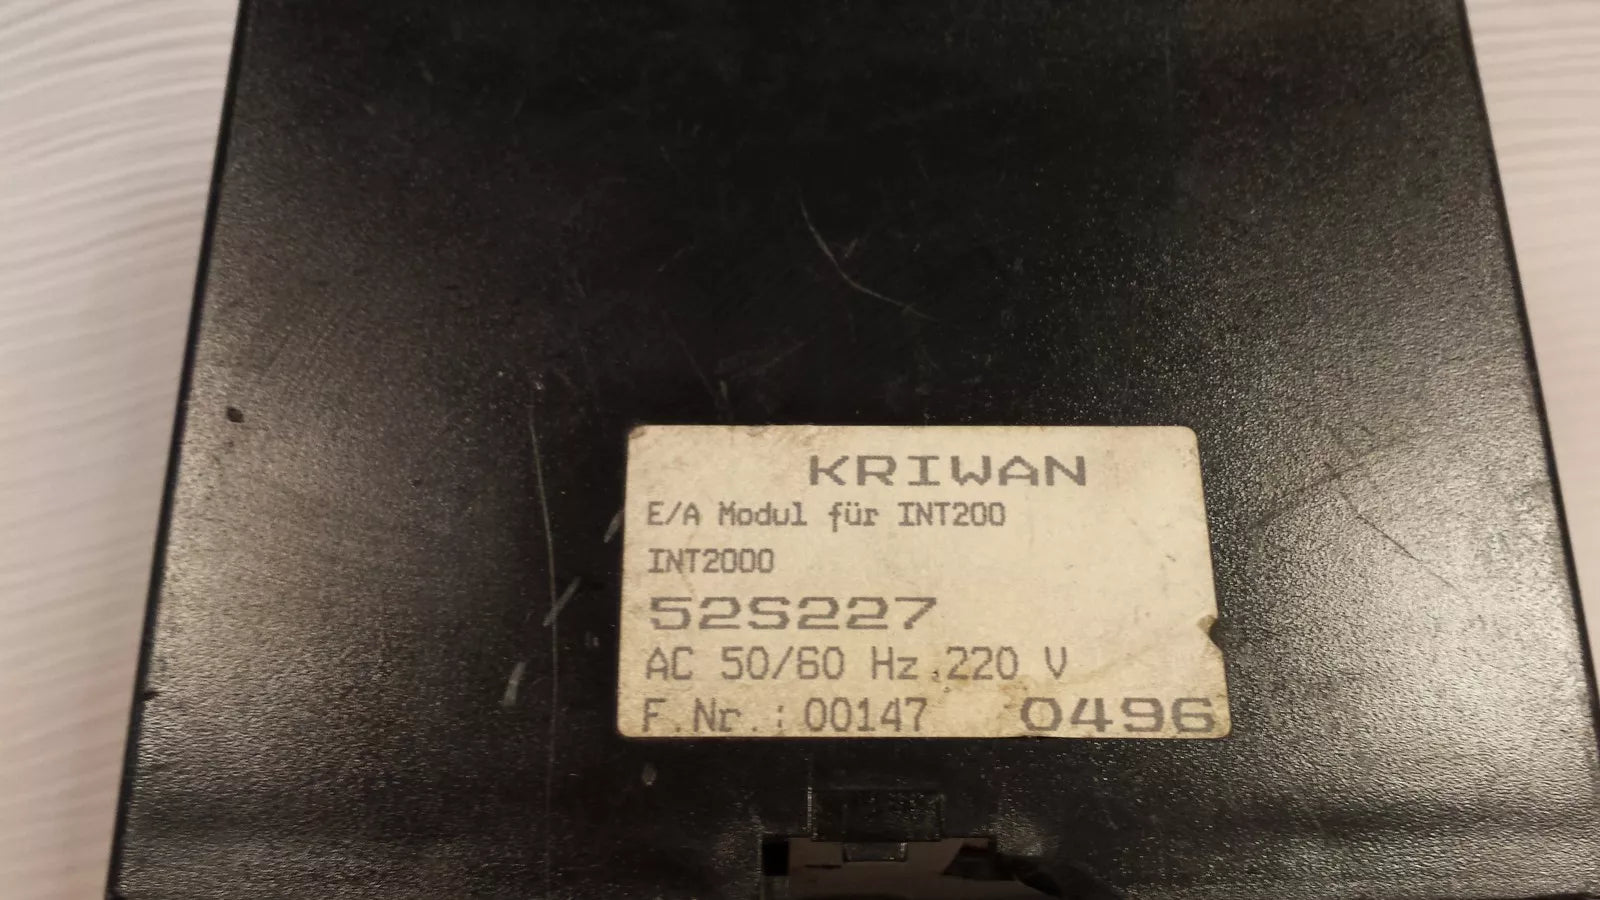 KRIWAN
E/A Modul für INT200
INT2000
52S227
AC 50/60 Hz 220 V
F.Nr.: 00147 0496